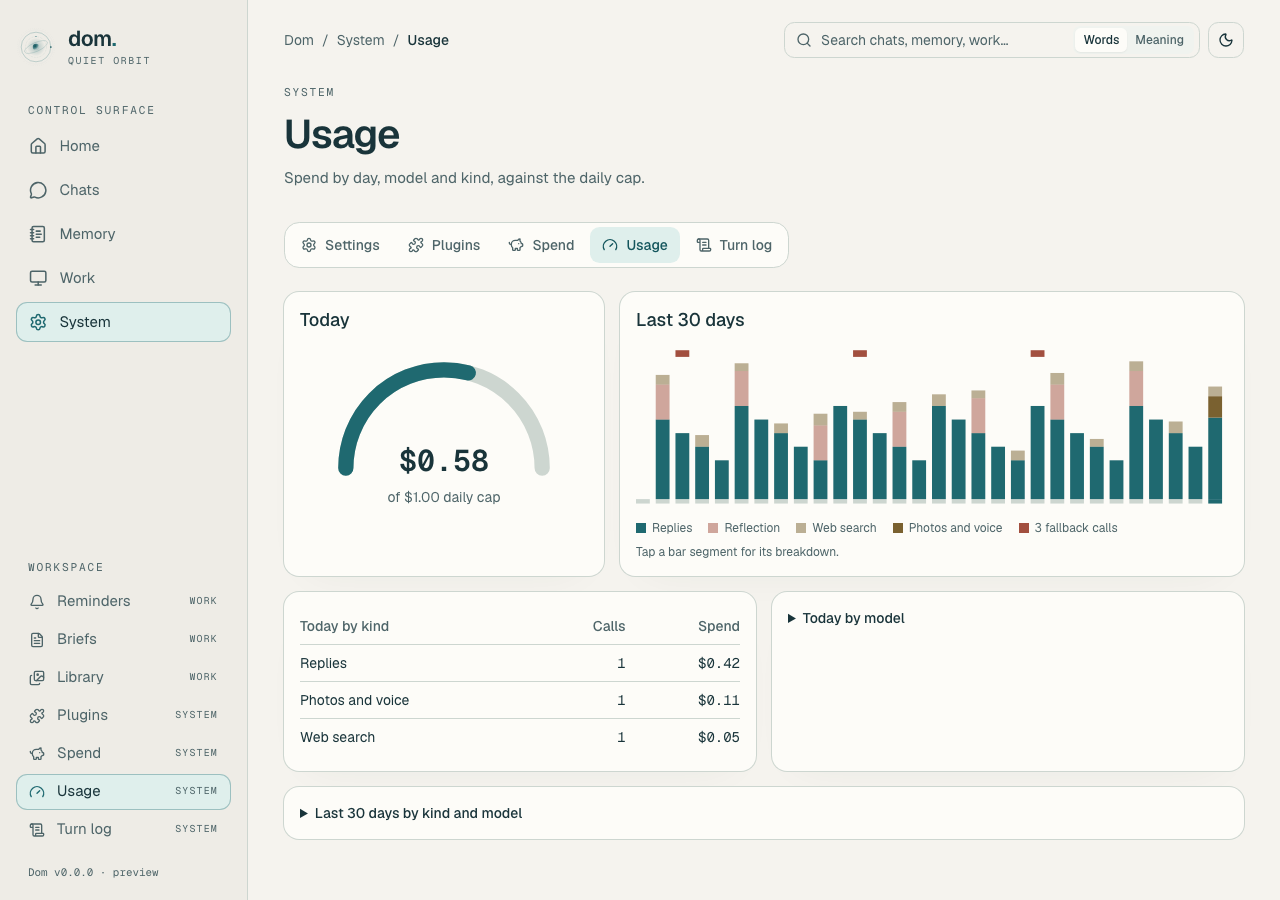 dom.
QUIET ORBIT
CONTROL SURFACE
Home
Chats
Memory
Work
System
WORKSPACE
Reminders WORK
Briefs WORK
Library WORK
Plugins SYSTEM
Spend SYSTEM
Usage SYSTEM
Turn log SYSTEM
Dom v0.0.0 · preview
Dom / System / Usage
Search chats, memory, work… Words Meaning
SYSTEM
Usage
Spend by day, model and kind, against the daily cap.
Settings Plugins Spend Usage Turn log
Today
$0.58
of $1.00 daily cap
Last 30 days
Replies Reflection Web search Photos and voice 3 fallback calls
Tap a bar segment for its breakdown.
Today by kind Calls Spend
Replies 1 $0.42
Photos and voice 1 $0.11
Web search 1 $0.05
Today by model
Last 30 days by kind and model